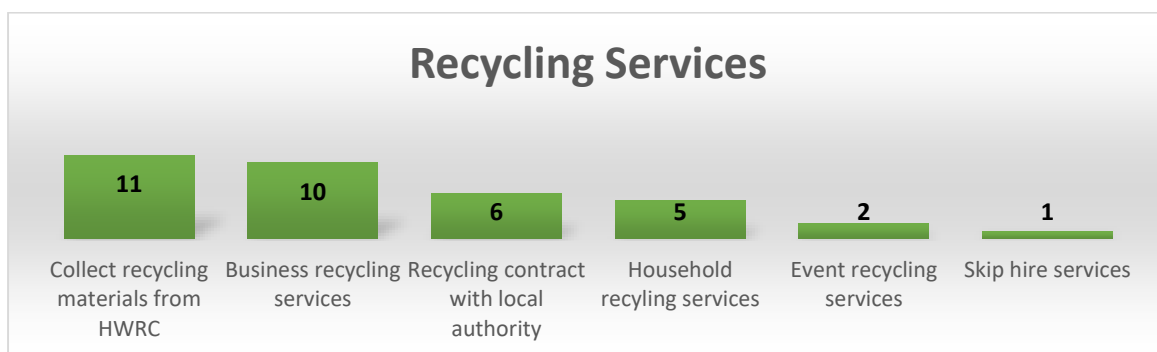 Recycling Services
11
10
6
5
2
1
Collect recycling
materials from
HWRC
Business recycling
services
Recycling contract
with local
authority
Household
recyling services
Event recycling
services
Skip hire services